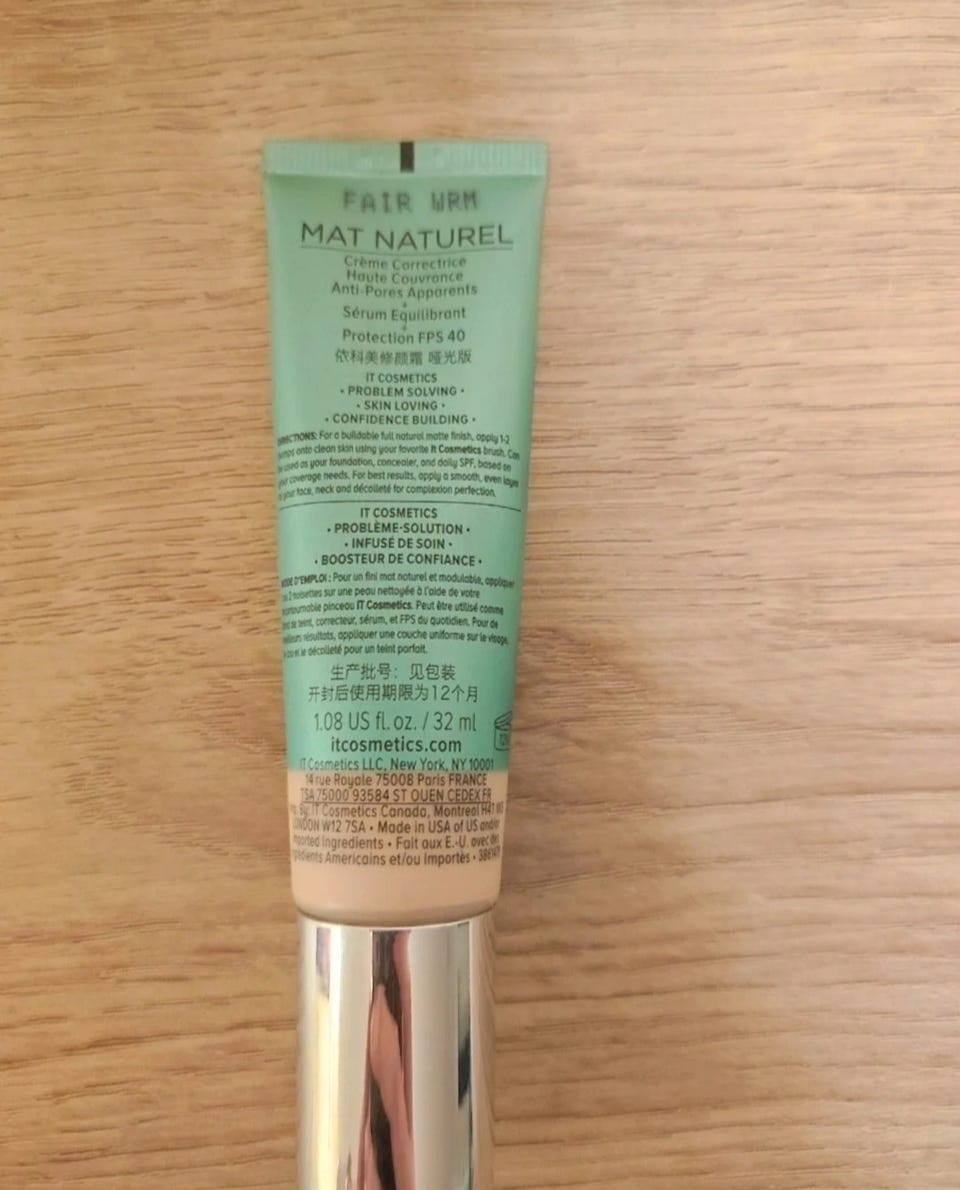 FAIR WRM
MAT NATUREL
Crème Correctrice
Haute Couvrance
Anti-Pores Apparents
+
Sérum Equilibrant
+
Protection FPS 40
依科美修颜霜 哑光版
IT COSMETICS
• PROBLEM SOLVING •
• SKIN LOVING •
• CONFIDENCE BUILDING •
DIRECTIONS: For a buildable full natural matte finish, apply 1-2
onto clean skin using your favorite It Cosmetics brush. Can
used as your foundation, concealer, and daily SPF, based on
your coverage needs. For best results, apply a smooth, even layer
your face, neck and décolleté for complexion perfection.
IT COSMETICS
• PROBLÈME-SOLUTION •
• INFUSÉ DE SOIN •
• BOOSTEUR DE CONFIANCE •
MODE D'EMPLOI : Pour un fini mat naturel et modulable, appliquer
2 noisettes sur une peau nettoyée à l'aide de votre
pinceau IT Cosmetics. Peut être utilisé comme
de teint, correcteur, sérum, et FPS du quotidien. Pour de
résultats, appliquer une couche uniforme sur le visage,
et le décolleté pour un teint parfait.
生产批号：见包装
开封后使用期限为12个月
1.08 US fl. oz. / 32 ml
itcosmetics.com
IT Cosmetics LLC, New York, NY 10001
14 rue Royale 75008 Paris FRANCE
TSA 75000 93584 ST OUEN CEDEX FR
IT Cosmetics Canada, Montreal H4T
LONDON W12 7SA • Made in USA of US and/or
Ingredients • Fait aux É.-U. avec des
Américains et/ou Importés •